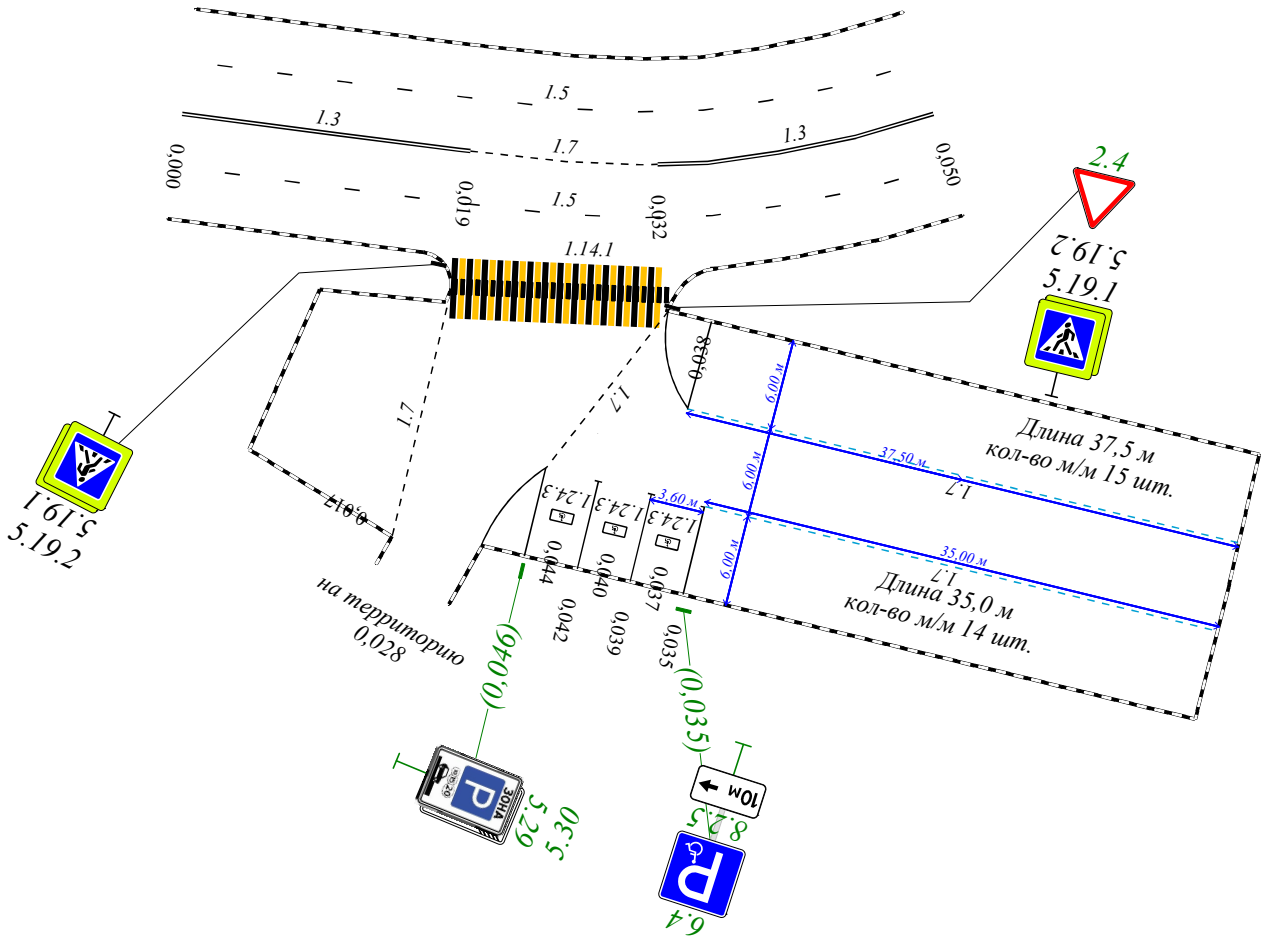 1.5
1.3
1.7
1.3
0,000
0,050
2.4
1.5
0,019
0,032
1.14.1
5.19.2
5.19.1
0,038
6,00 м
1.7
1.7
Длина 37,5 м
кол-во м/м 15 шт.
37,50 м
1.7
6,00 м
3,60 м
1.24.3
1.24.3
1.24.3
0,017
5.19.1
5.19.2
35,00 м
1.7
6,00 м
Длина 35,0 м
кол-во м/м 14 шт.
0,044
0,040
0,037
0,042
0,039
0,035
на территорию
0,028
(0,046)
(0,035)
ЗОНА
P
5.29
5.30
10м
8.2.5
P
6.4